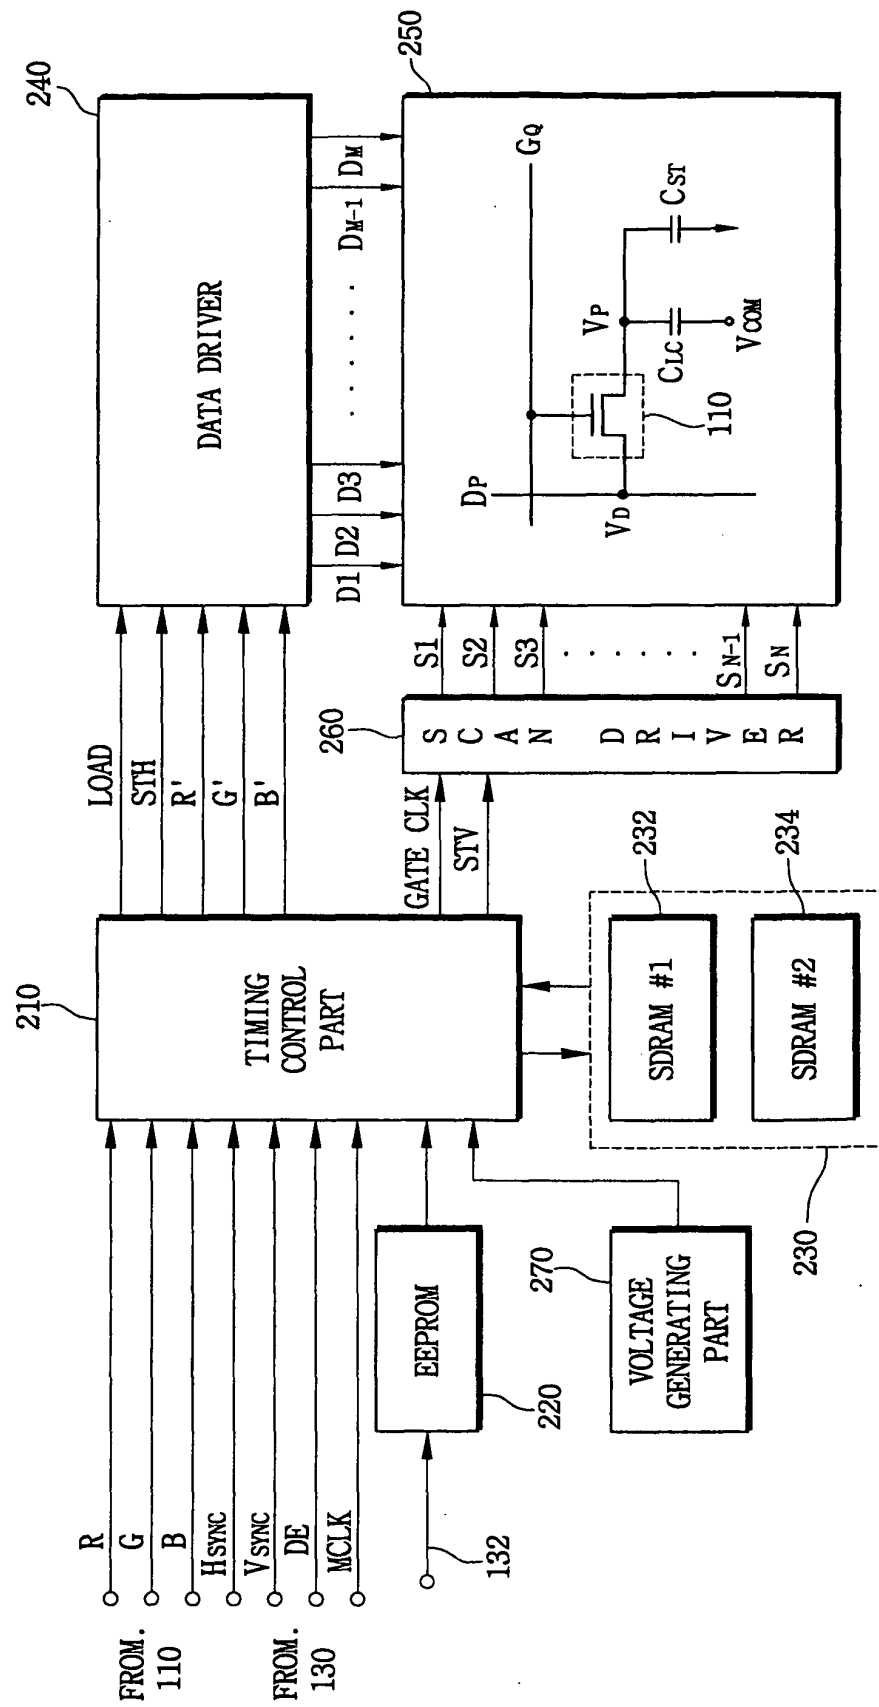 FROM.
110
FROM.
130
R
G
B
HSYNC
VSYNC
DE
MCLK
132
EEPROM
220
270
VOLTAGE
GENERATING
PART
210
TIMING
CONTROL
PART
230
SDRAM #1
232
SDRAM #2
234
LOAD
STH
R'
G'
B'
GATE CLK
STV
260
SCAN DRIVER
S1
S2
S3
. . . . . .
SN-1
SN
240
DATA DRIVER
D1
D2
D3
. . . . . .
DM-1
DM
250
GQ
DP
VD
110
VP
CLC
VCOM
CST